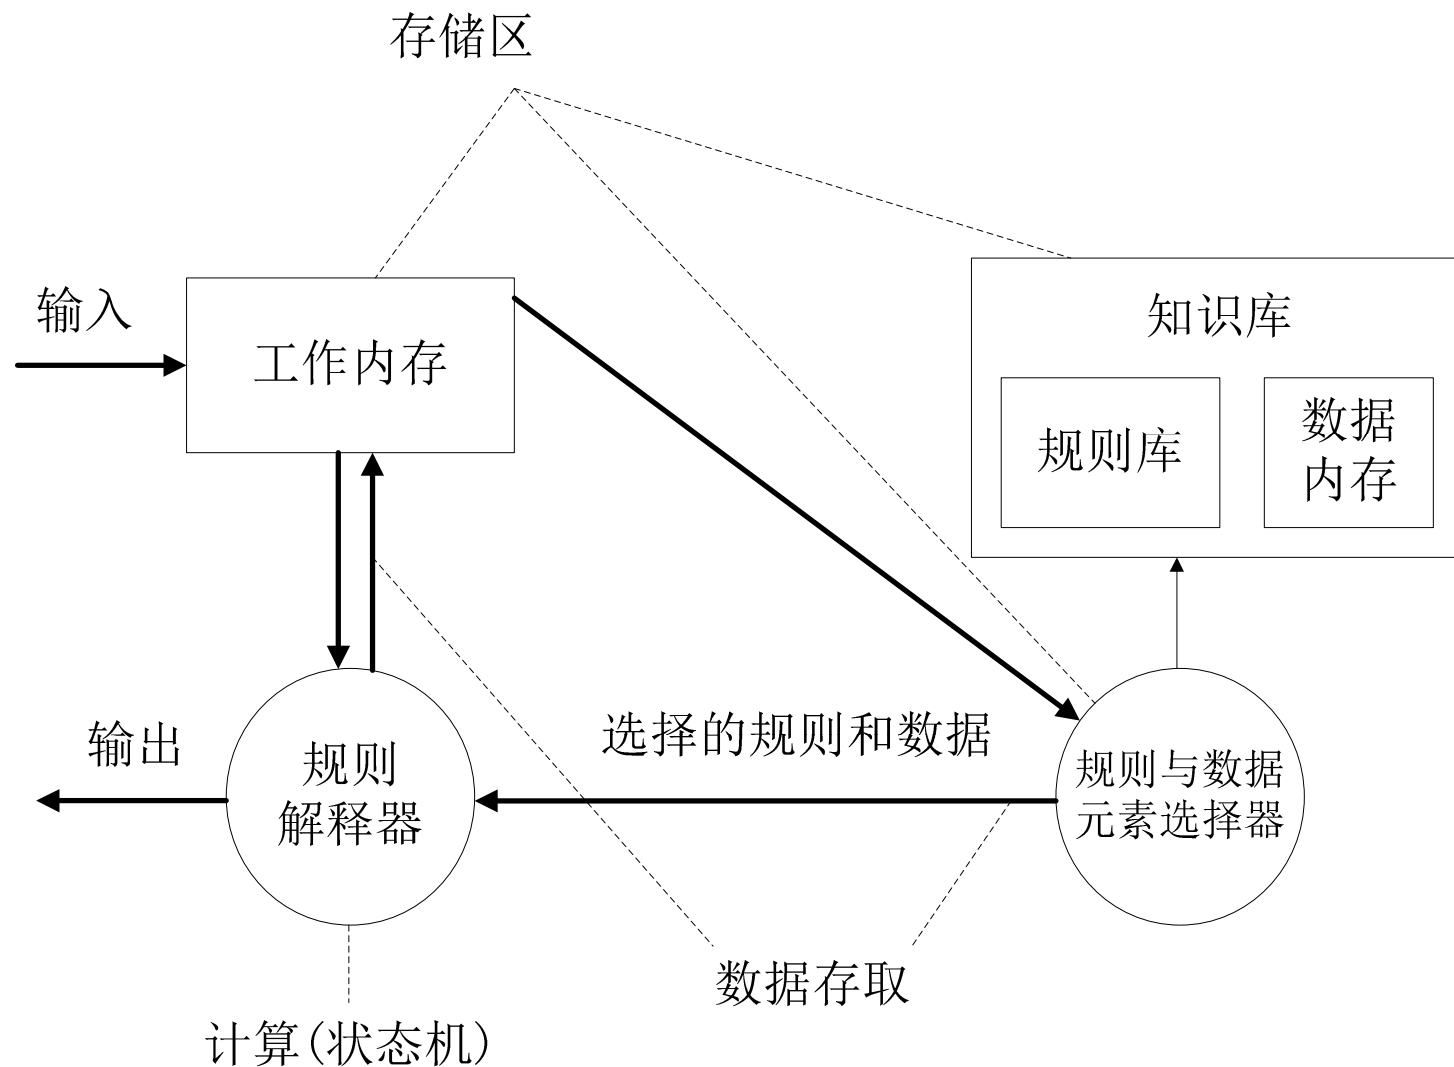 存储区
输入
工作内存
知识库
规则库
数据
内存
输出
规则
解释器
选择的规则和数据
规则与数据
元素选择器
数据存取
计算(状态机)